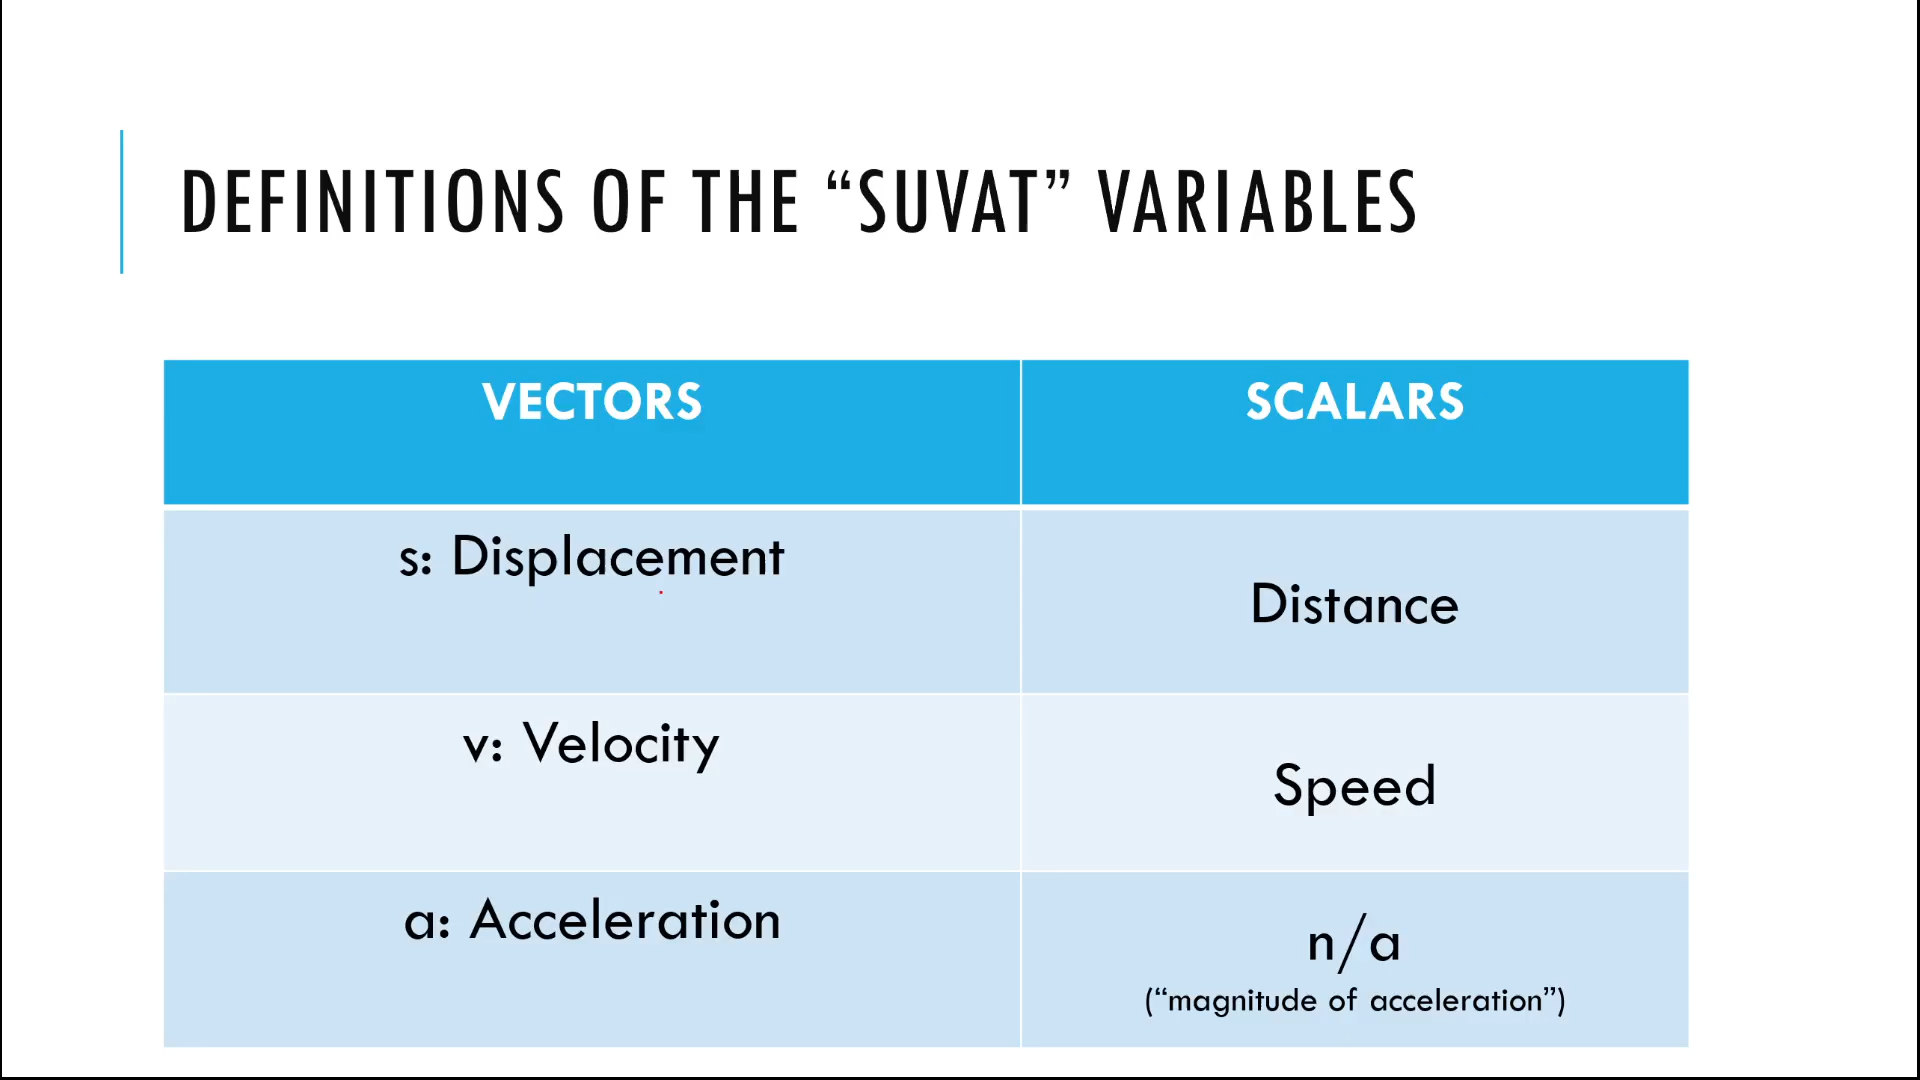 DEFINITIONS OF THE “SUVAT” VARIABLES
VECTORS
SCALARS
s: Displacement
Distance
v: Velocity
Speed
a: Acceleration
n/a
(“magnitude of acceleration”)